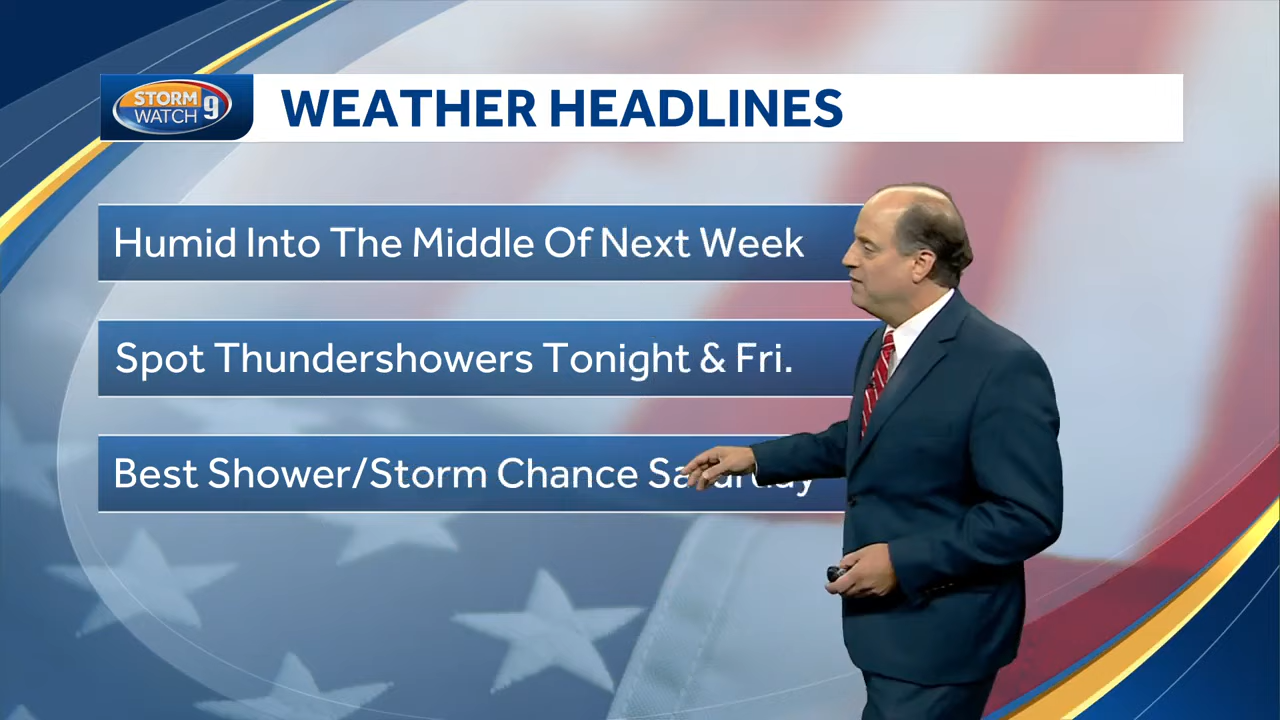 STORM
WATCH 9
WEATHER HEADLINES
Humid Into The Middle Of Next Week
Spot Thundershowers Tonight & Fri.
Best Shower/Storm Chance Saturday